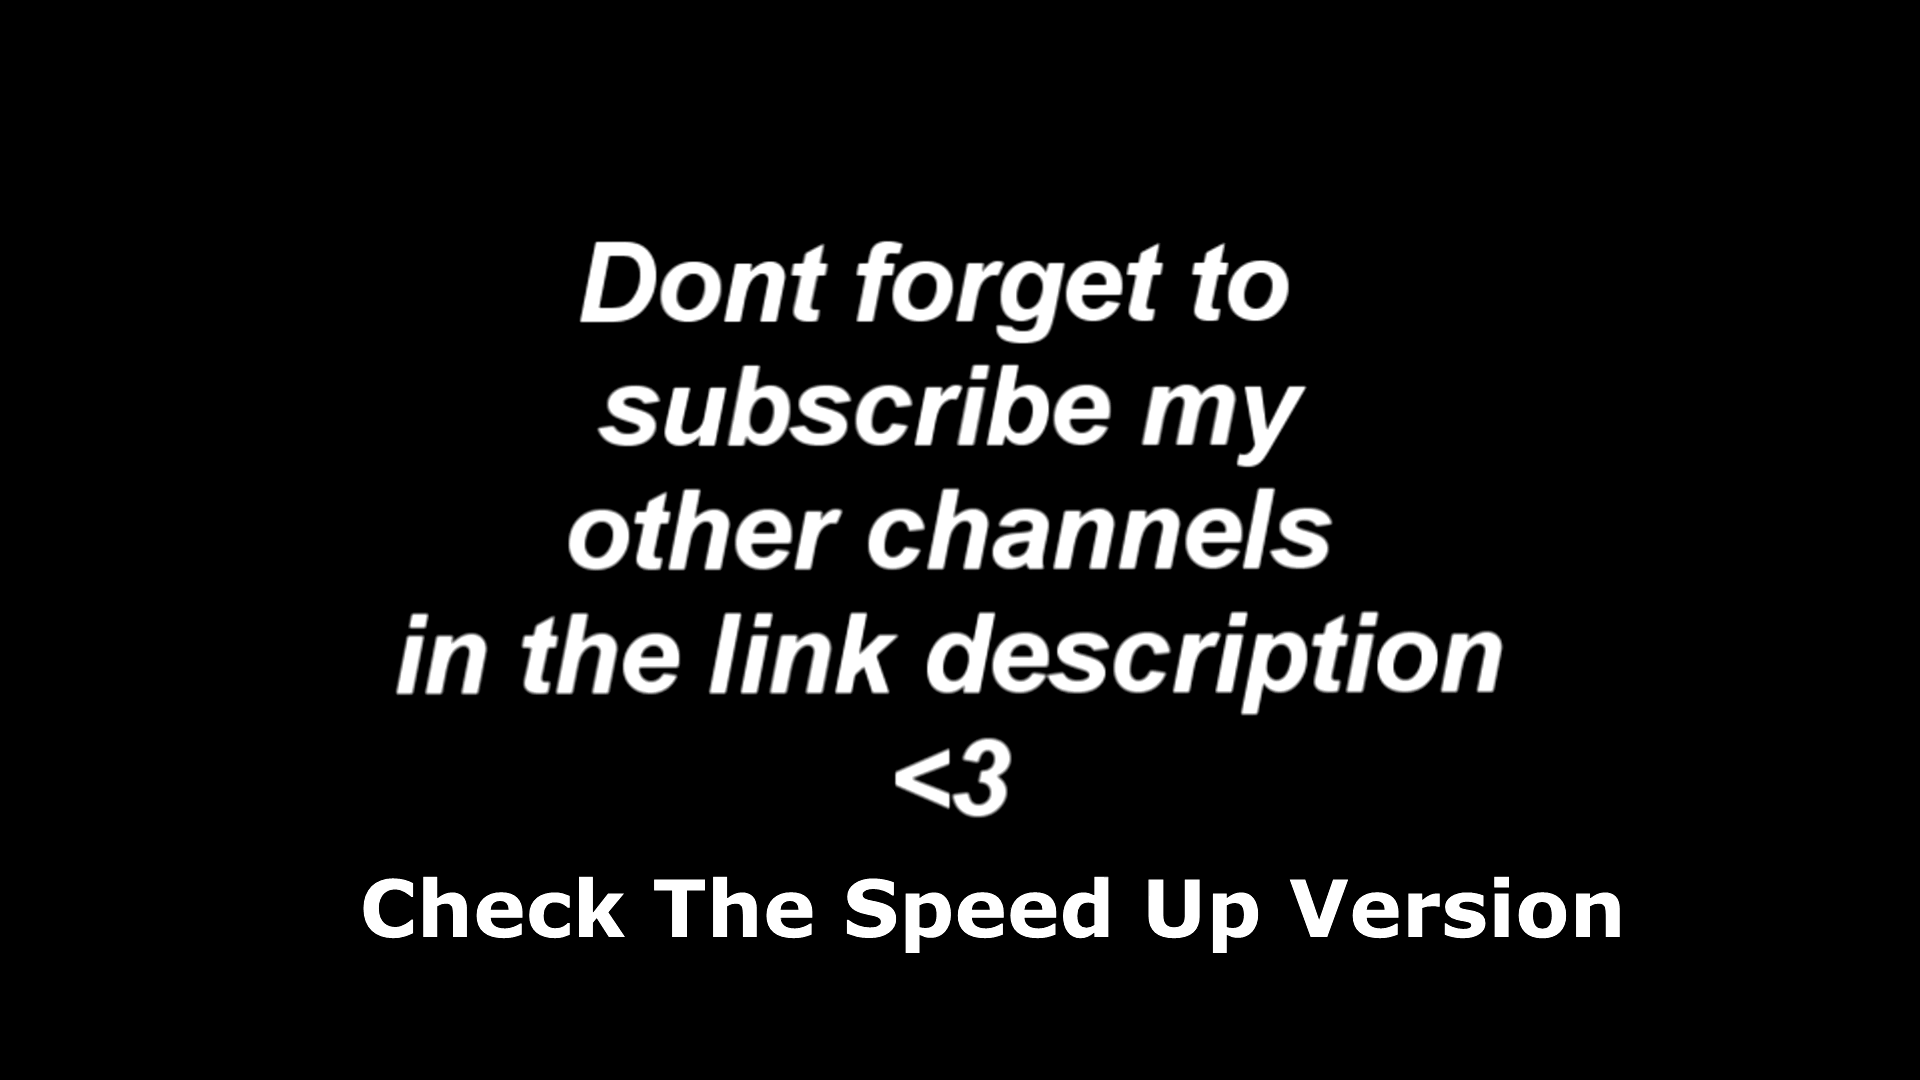 Dont forget to
subscribe my
other channels
in the link description
<3
Check The Speed Up Version